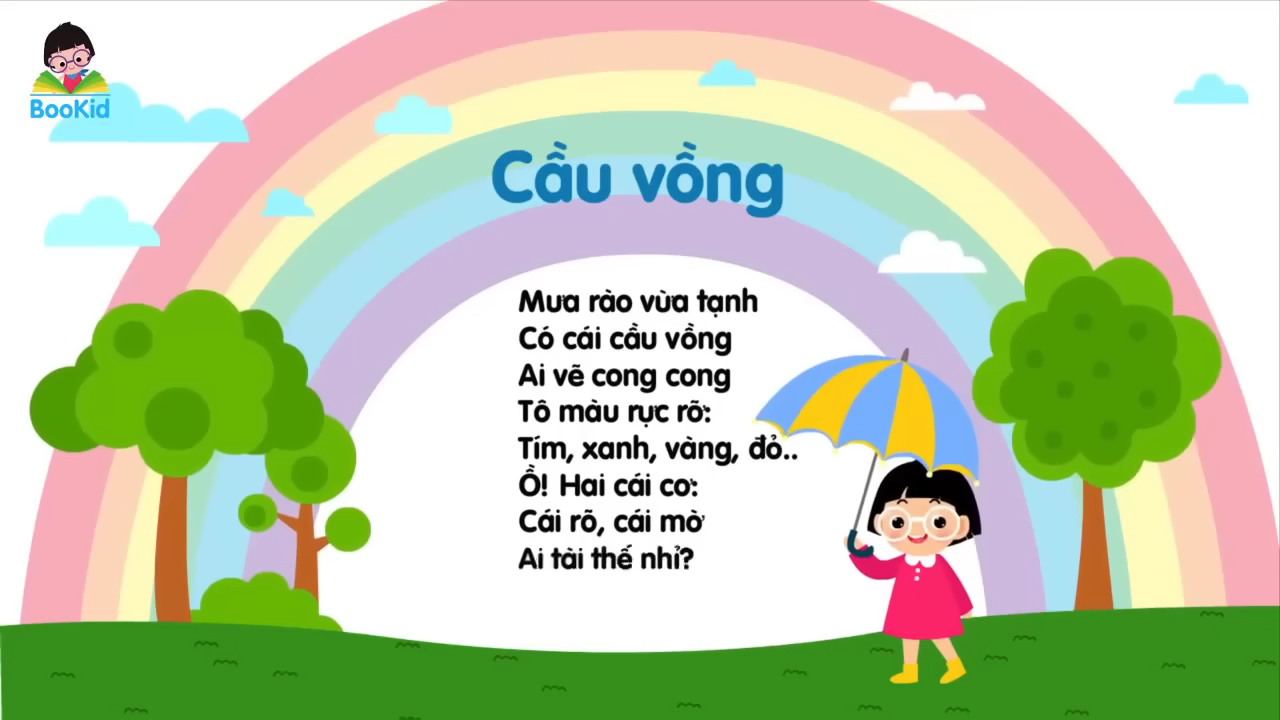 BooKid
Cầu vồng
Mưa rào vừa tạnh
Có cái cầu vồng
Ai vẽ cong cong
Tô màu rực rỡ:
Tím, xanh, vàng, đỏ..
Ồ! Hai cái cơ:
Cái rõ, cái mờ
Ai tài thế nhỉ?